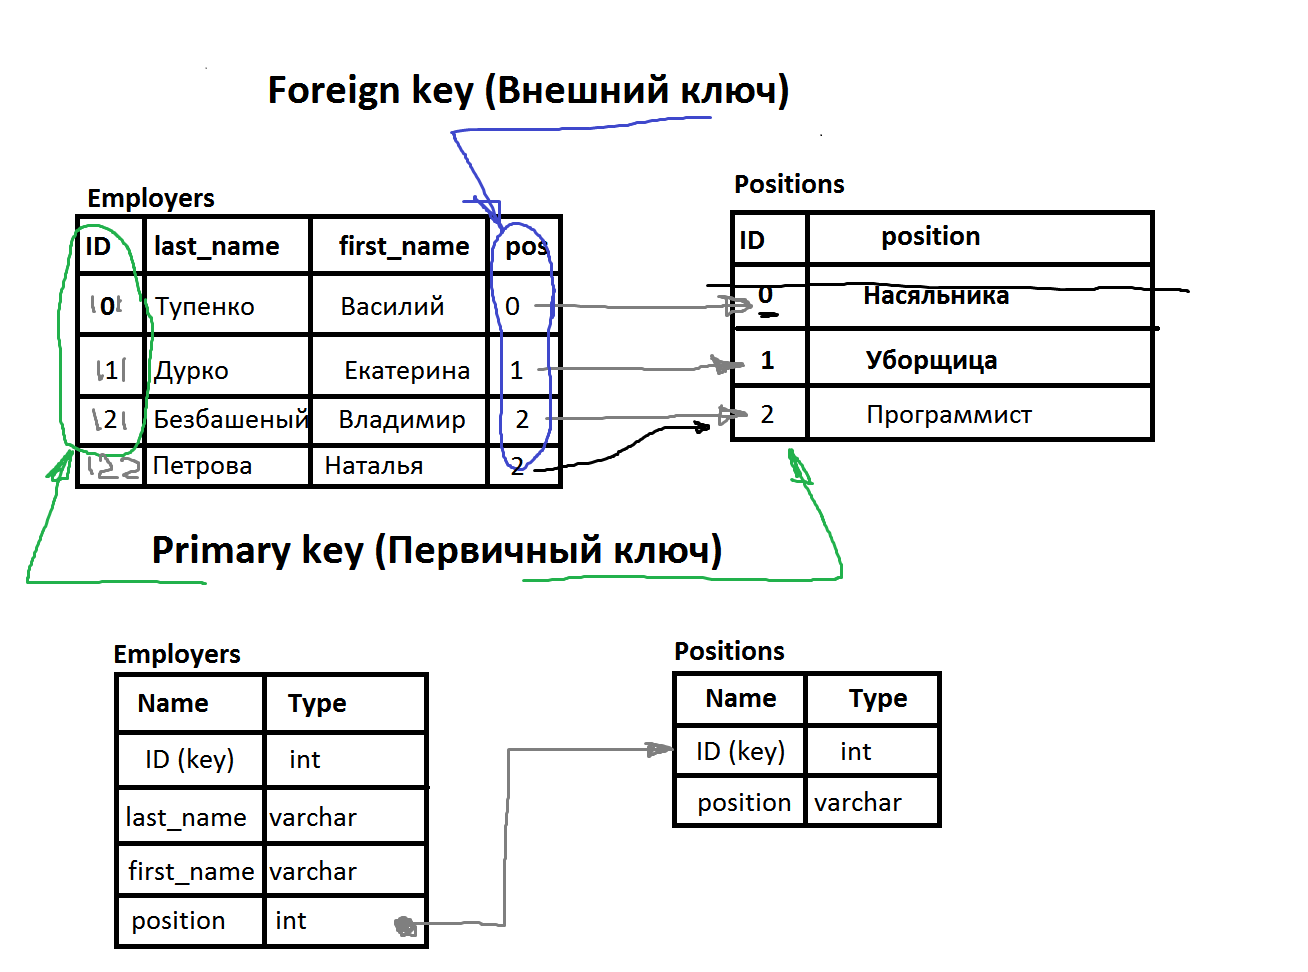 Foreign key (Внешний ключ)
Employers
ID last_name first_name pos
0 Тупенко Василий 0
1 Дурко Екатерина 1
2 Безбашеный Владимир 2
122 Петрова Наталья 2
Positions
ID position
0 Насяльника
1 Уборщица
2 Программист
Primary key (Первичный ключ)
Employers
Name Type
ID (key) int
last_name varchar
first_name varchar
position int
Positions
Name Type
ID (key) int
position varchar